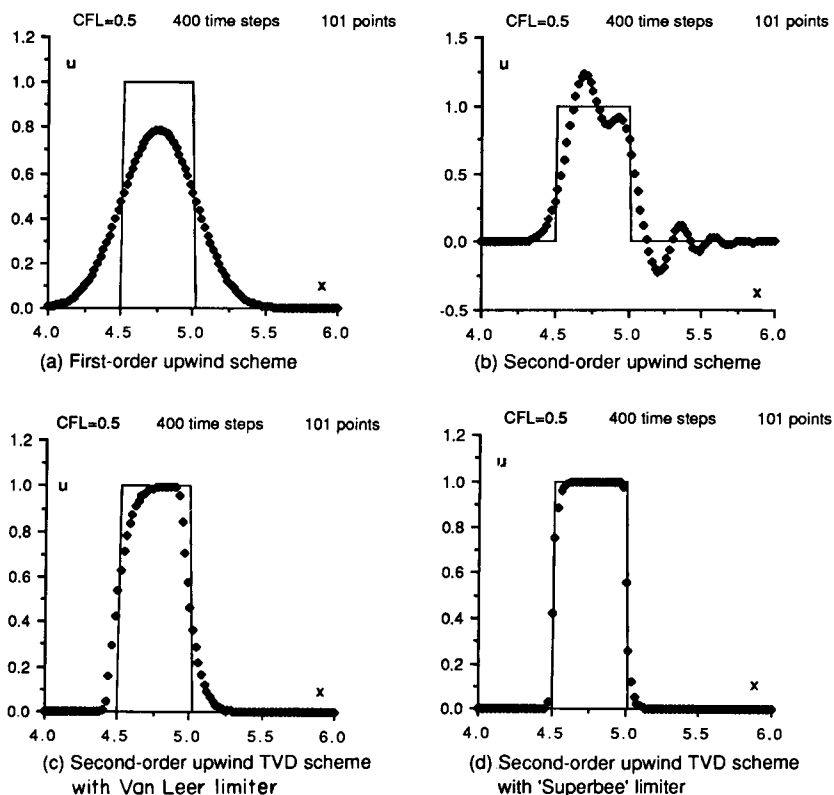 CFL=0.5 400 time steps 101 points
1.2
u
1.0
0.8
0.6
0.4
0.2
x
0.0
4.0 4.5 5.0 5.5 6.0
(a) First-order upwind scheme
CFL=0.5 400 time steps 101 points
1.5
u
1.0
0.5
0.0
x
-0.5
4.0 4.5 5.0 5.5 6.0
(b) Second-order upwind scheme
CFL=0.5 400 time steps 101 points
1.2
1.0
u
0.8
0.6
0.4
0.2
x
0.0
4.0 4.5 5.0 5.5 6.0
(c) Second-order upwind TVD scheme
with Van Leer limiter
CFL=0.5 400 time steps 101 points
1.2
u
1.0
0.8
0.6
0.4
0.2
x
0.0
4.0 4.5 5.0 5.5 6.0
(d) Second-order upwind TVD scheme
with 'Superbee' limiter